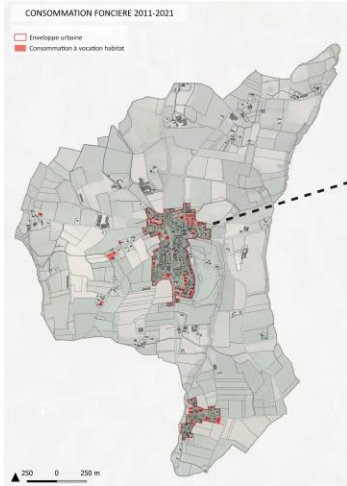 CONSOMMATION FONCIERE 2011-2021
Enveloppe urbaine
Consommation à vocation habitat
250 0 250 m